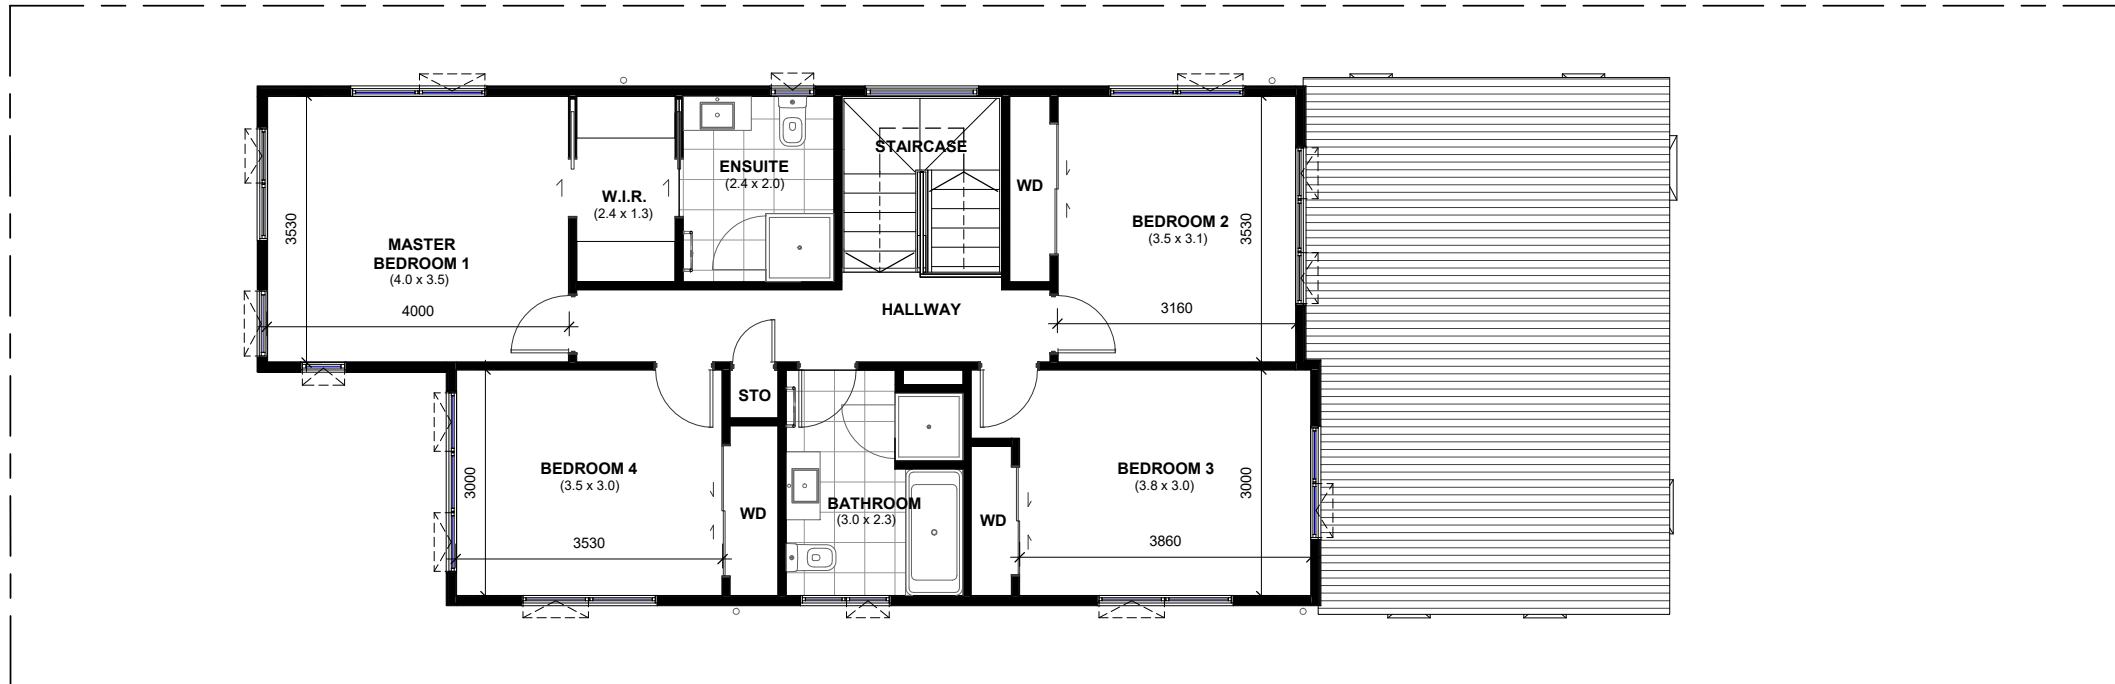 STAIRCASE
ENSUITE
(2.4 x 2.0)
WD
W.I.R.
(2.4 x 1.3)
BEDROOM 2
(3.5 x 3.1)
3530
3530
MASTER
BEDROOM 1
(4.0 x 3.5)
4000
HALLWAY
3160
STO
BEDROOM 4
(3.5 x 3.0)
3000
BEDROOM 3
(3.8 x 3.0)
3000
BATHROOM
(3.0 x 2.3)
WD
WD
3530
3860